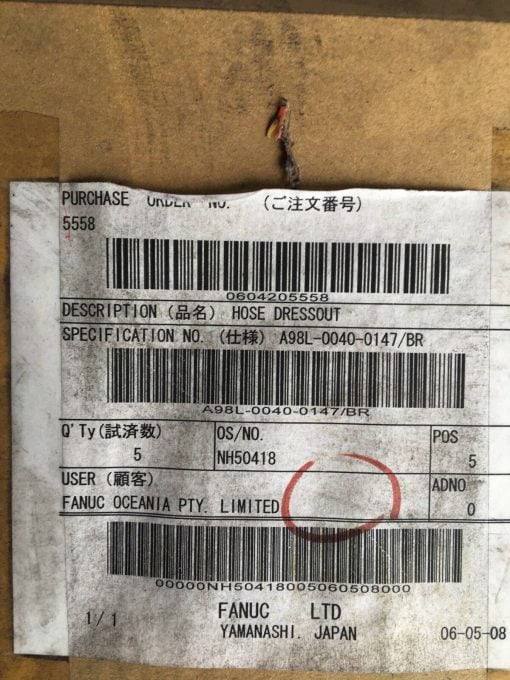 PURCHASE ORDER NO. (ご注文番号)
5558
0604205558
DESCRIPTION (品名) HOSE DRESSOUT
SPECIFICATION NO. (仕様) A98L-0040-0147/BR
A98L-0040-0147/BR
Q'Ty(試済数) OS/NO. POS
5 NH50418 5
USER (顧客) ADNO
FANUC OCEANIA PTY. LIMITED 0
00000NH50418005060508000
1/1 FANUC LTD
YAMANASHI. JAPAN 06-05-08